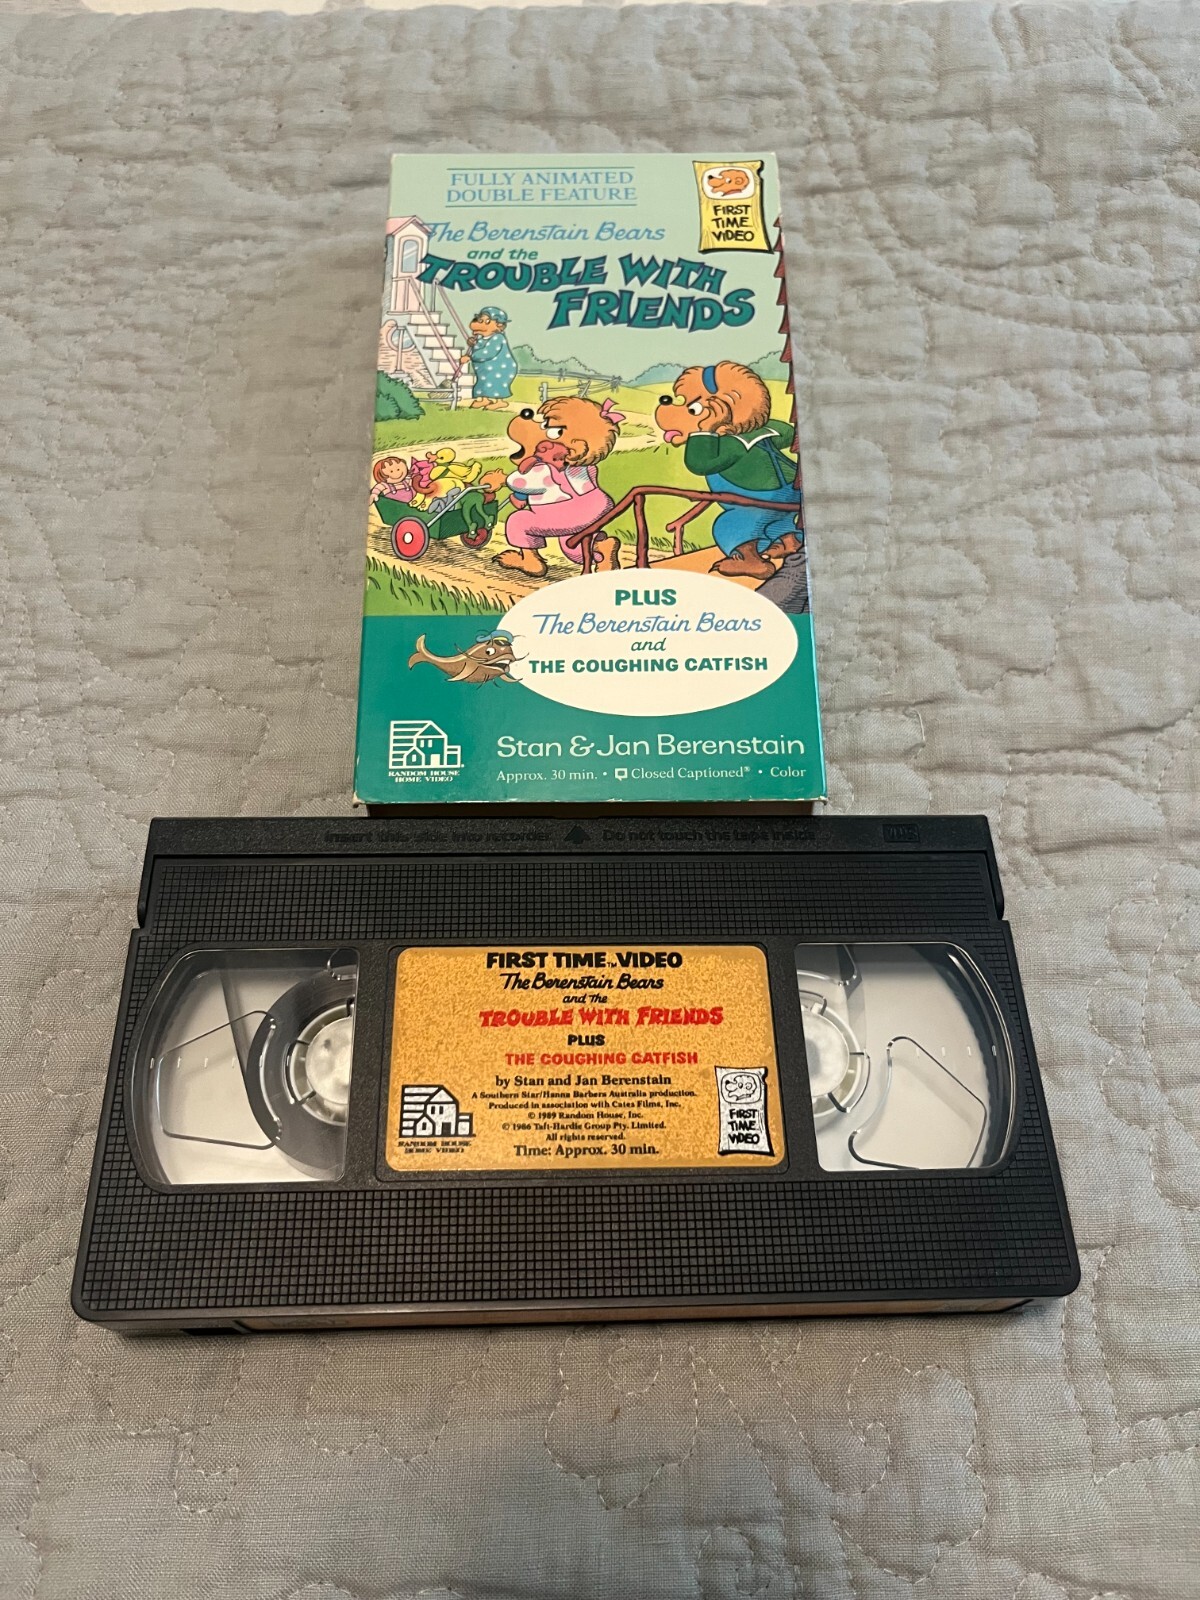 FULLY ANIMATED
DOUBLE FEATURE
FIRST
TIME
VIDEO
The Berenstain Bears
and the
TROUBLE WITH
FRIENDS
PLUS
The Berenstain Bears
and
THE COUGHING CATFISH
RANDOM HOUSE
HOME VIDEO
Stan & Jan Berenstain
Approx. 30 min. • Closed Captioned® • Color
Insert this side into recorder ▲ Do not touch the tape inside
VHS
FIRST TIME™ VIDEO
The Berenstain Bears
and the
TROUBLE WITH FRIENDS
PLUS
THE COUGHING CATFISH
by Stan and Jan Berenstain
A Southern Star/Hanna Barbera Australia production.
Produced in association with Cates Films, Inc.
© 1989 Random House, Inc.
© 1986 Taft-Hardie Group Pty. Limited.
All rights reserved.
Time: Approx. 30 min.
RANDOM HOUSE
HOME VIDEO
FIRST
TIME
VIDEO